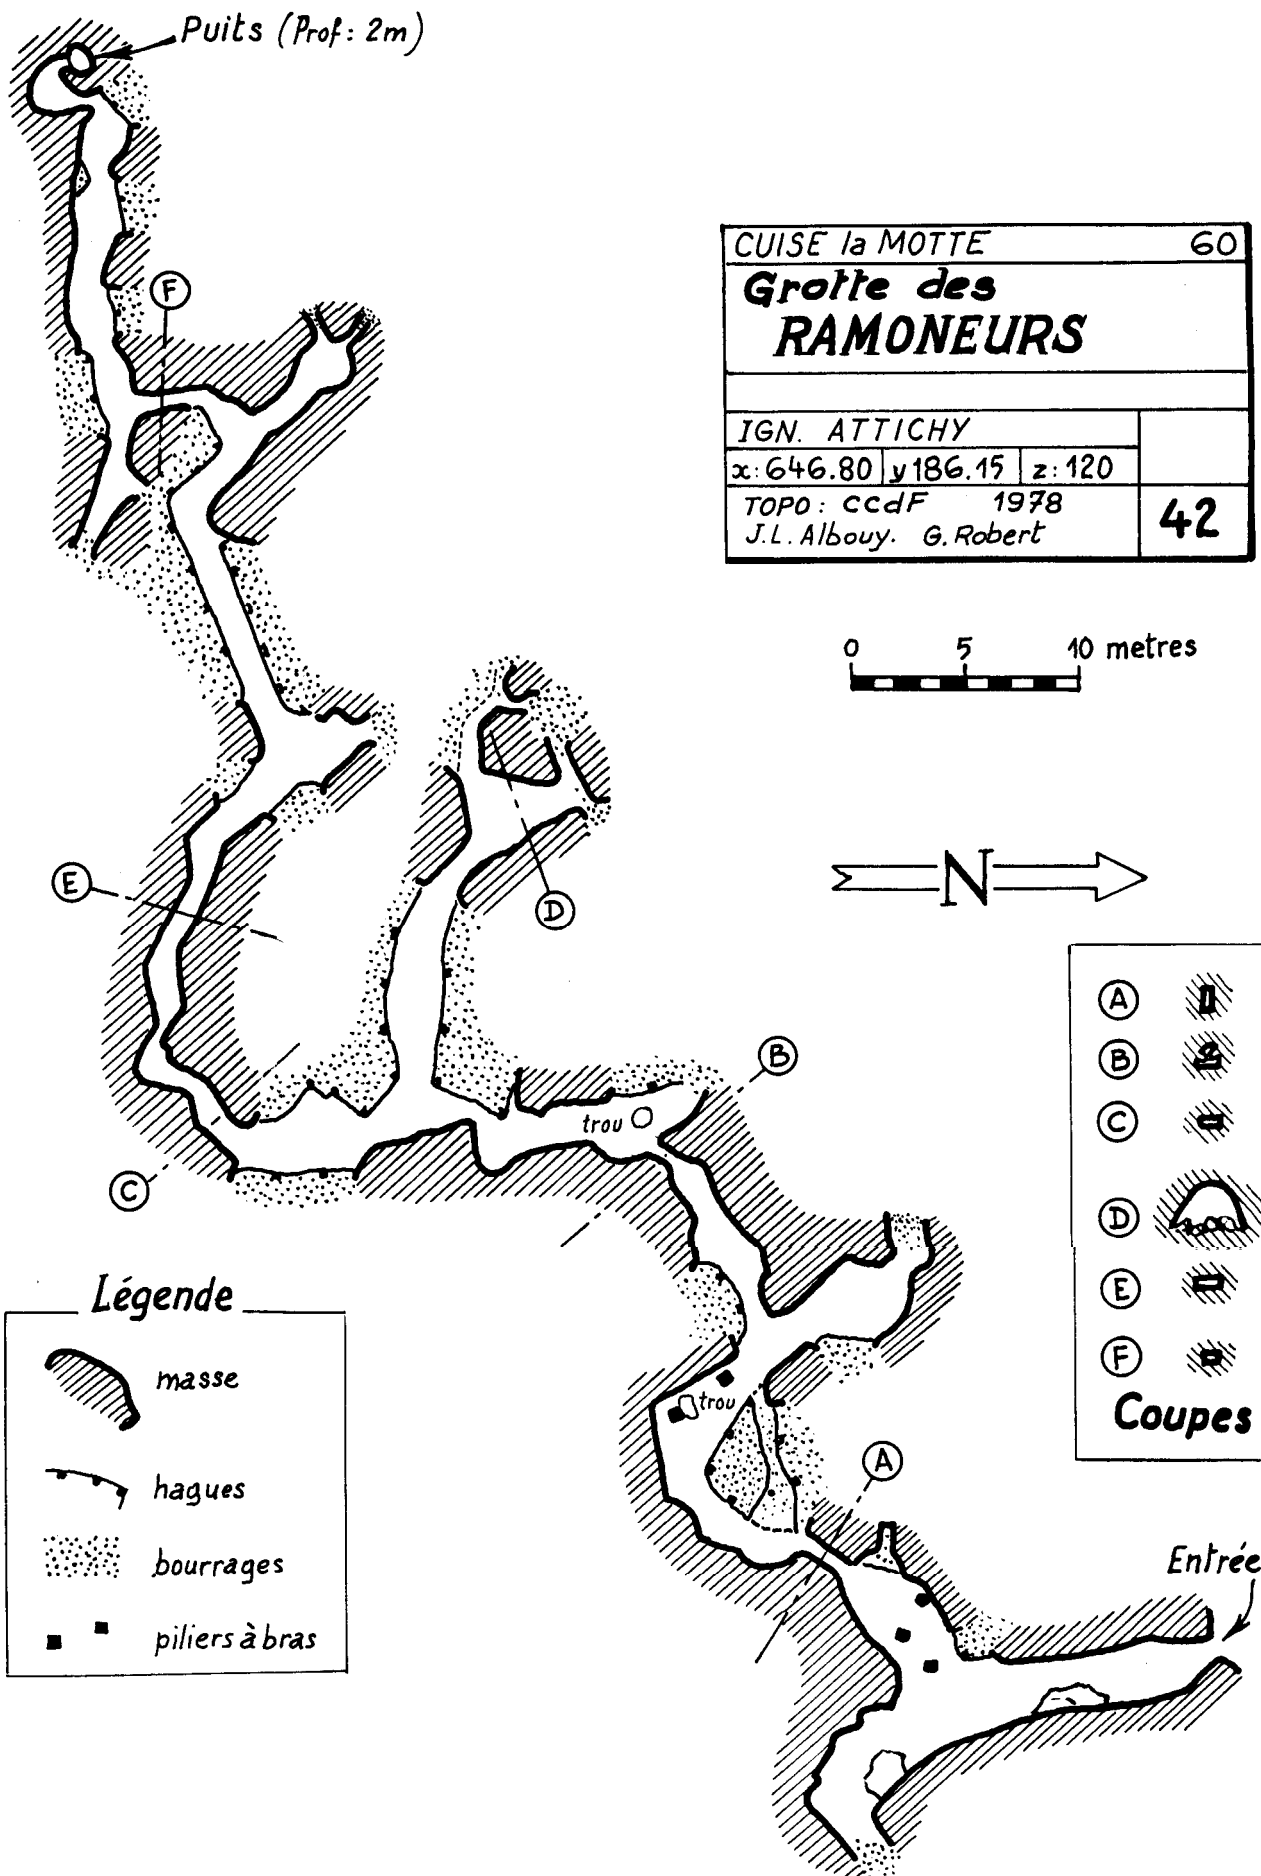 Puits (Prof: 2m)
CUISE la MOTTE 60
Grotte des
RAMONEURS
IGN. ATTICHY
x: 646.80 y 186.15 z: 120
TOPO: CCdF 1978
J.L. Albouy. G. Robert
42
0 5 10 metres
N
F
E
D
B
C
A
trou
trou
Entrée
Légende
masse
hagues
bourrages
piliers à bras
A
B
C
D
E
F
Coupes